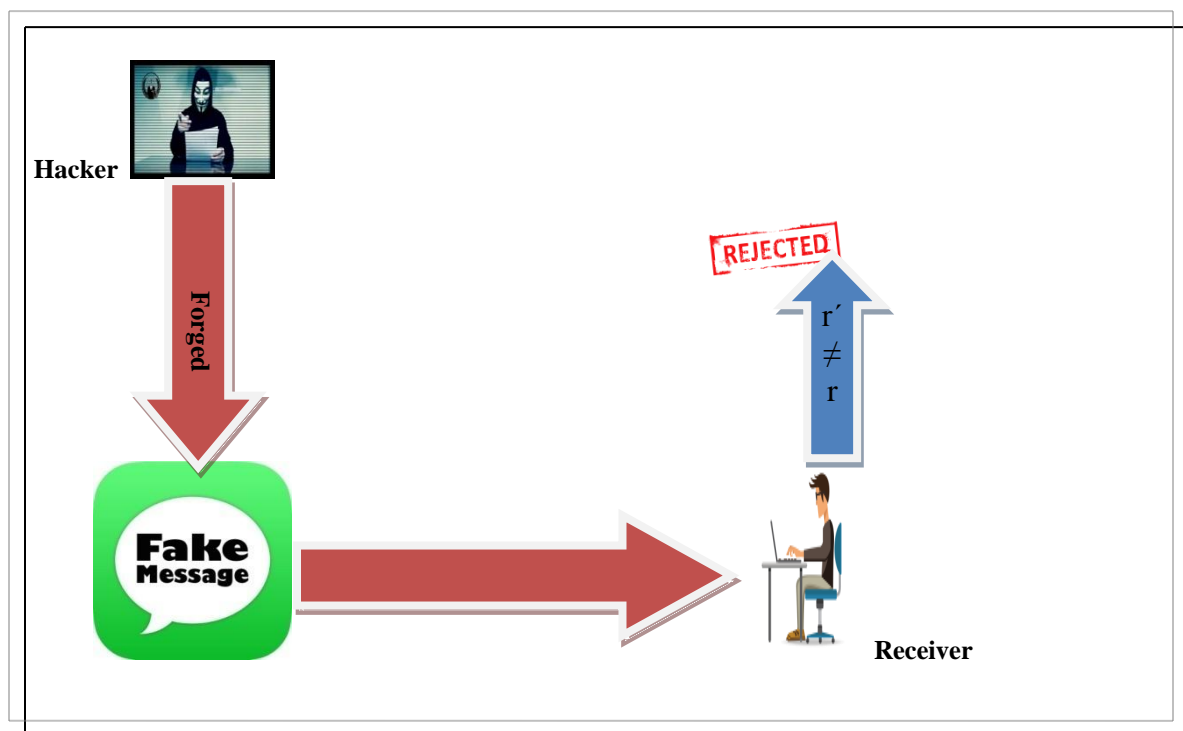 Hacker
Forged
REJECTED
r´
≠
r
Fake
Message
Receiver